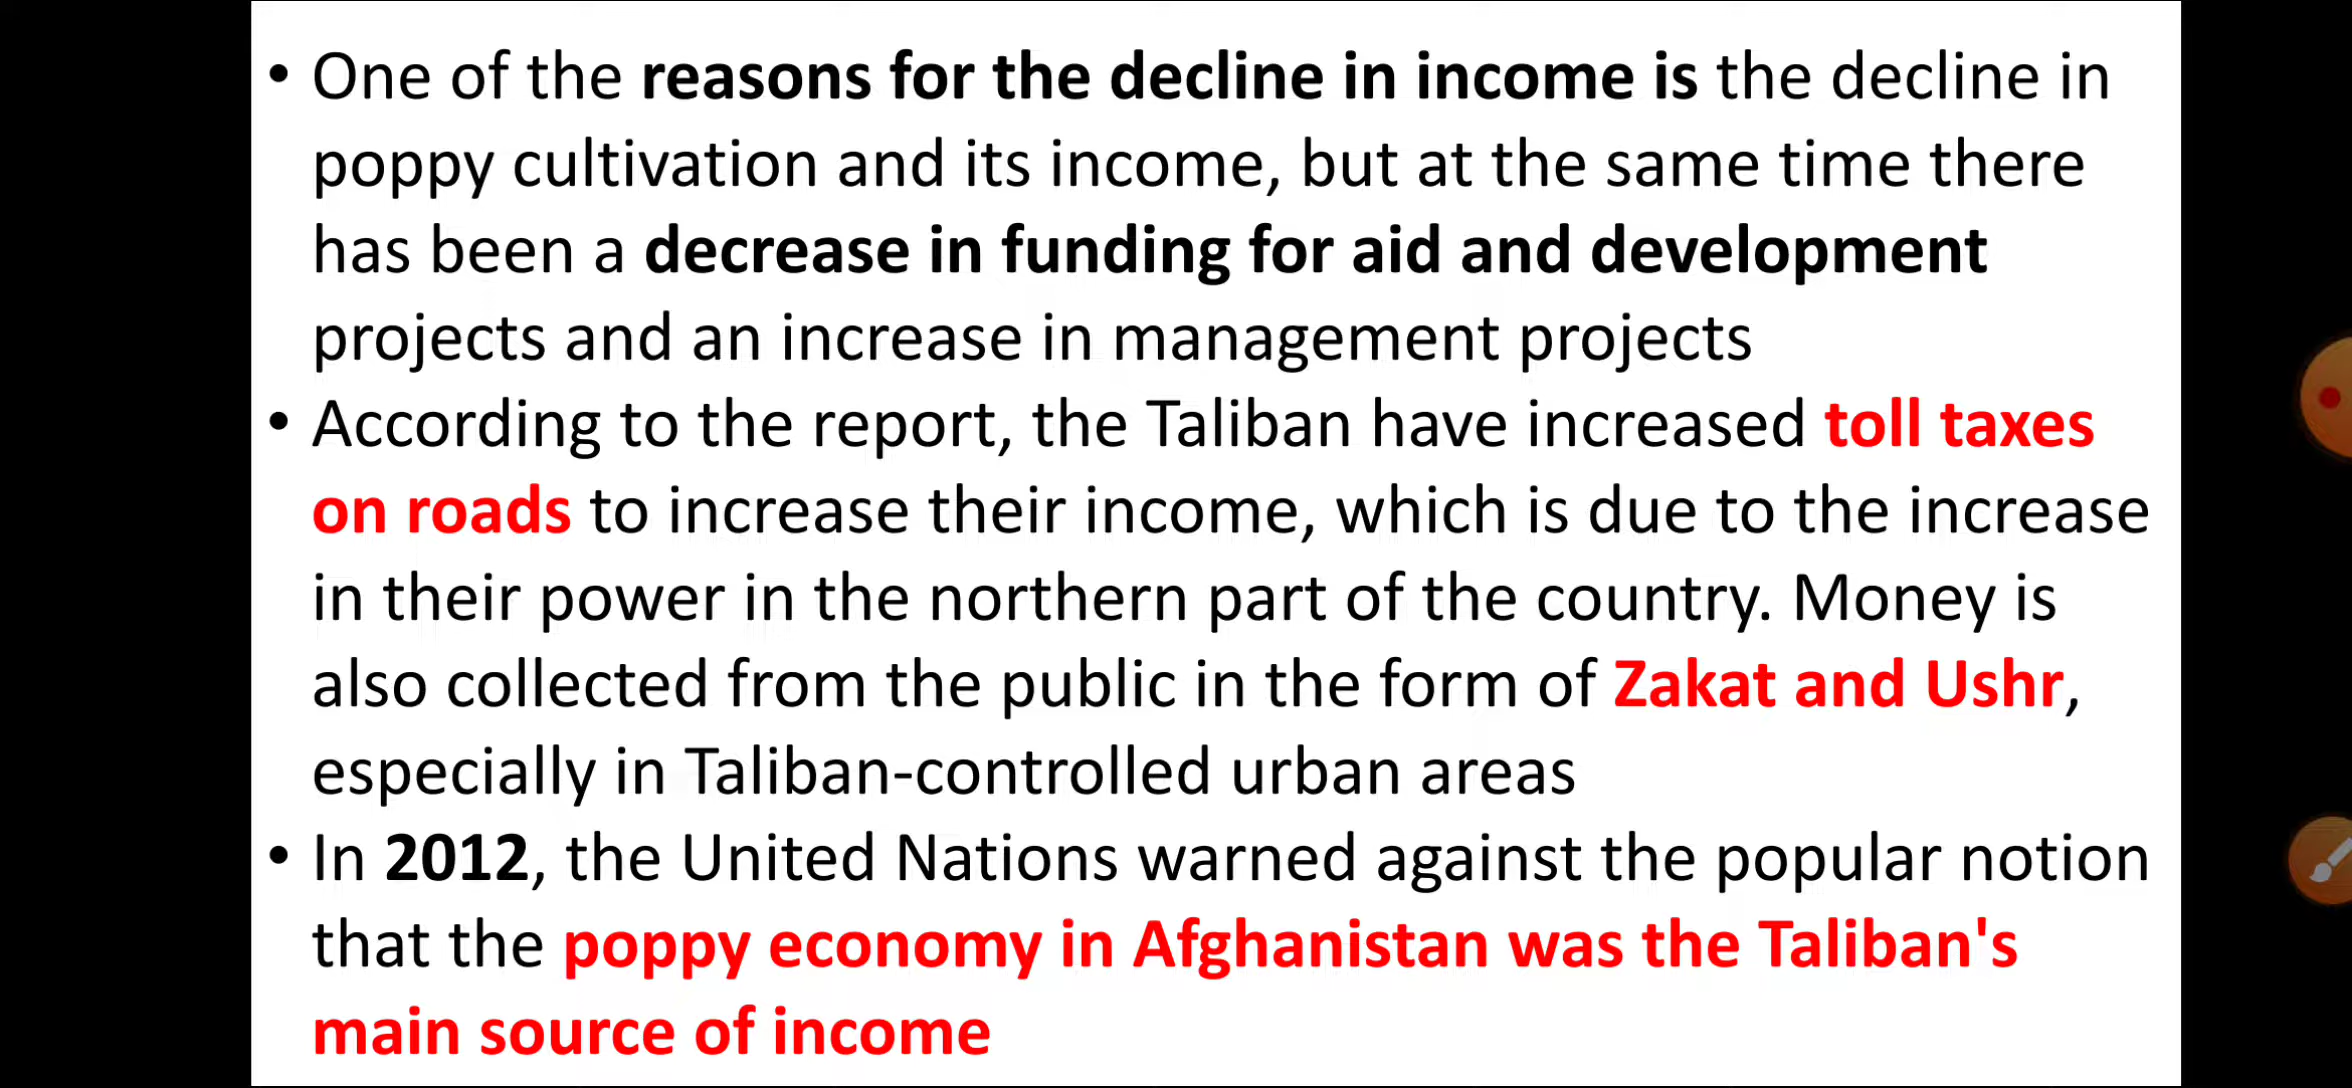 • One of the reasons for the decline in income is the decline in
poppy cultivation and its income, but at the same time there
has been a decrease in funding for aid and development
projects and an increase in management projects
• According to the report, the Taliban have increased toll taxes
on roads to increase their income, which is due to the increase
in their power in the northern part of the country. Money is
also collected from the public in the form of Zakat and Ushr,
especially in Taliban-controlled urban areas
• In 2012, the United Nations warned against the popular notion
that the poppy economy in Afghanistan was the Taliban's
main source of income